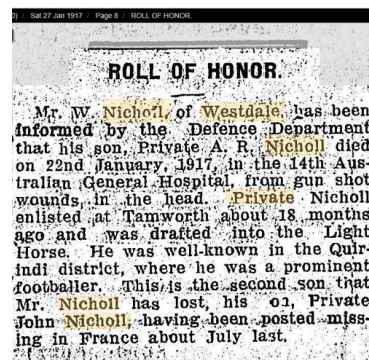 ) / Sat 27 Jan 1917 / Page 8 / ROLL OF HONOR.
ROLL OF HONOR.
Mr. W. Nicholl, of Westdale, has been
informed by the Defence Department
that his son, Private A. R. Nicholl died
on 22nd January, 1917, in the 14th Aus-
tralian General Hospital, from gun shot
wounds, in the head. Private Nicholl
enlisted at Tamworth about 18 months
ago and was drafted into the Light
Horse. He was well-known in the Quir-
indi district, where he was a prominent
footballer. This is the second son that
Mr. Nicholl has lost, his Private
John Nicholl, having been posted miss-
ing in France about July last.